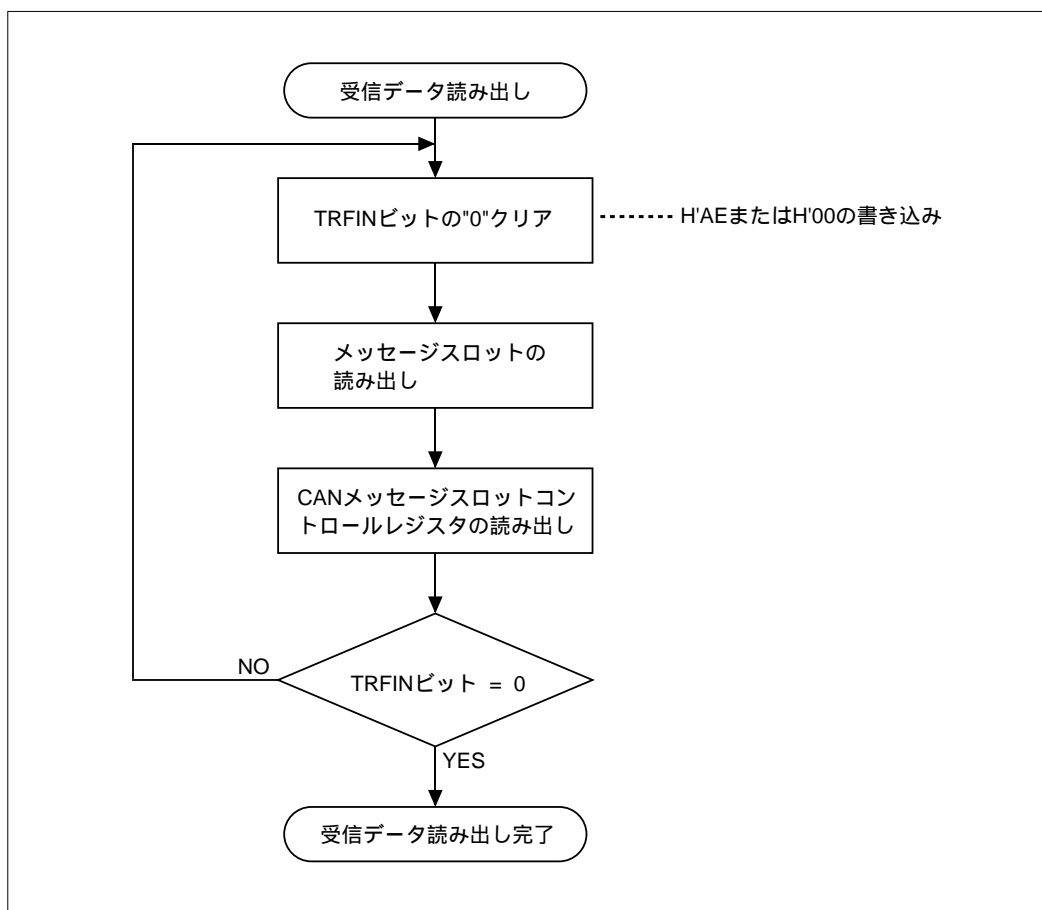 受信データ読み出し
TRFINビットの"0"クリア
H'AEまたはH'00の書き込み
メッセージスロットの
読み出し
CANメッセージスロットコン
トロールレジスタの読み出し
NO
TRFINビット = 0
YES
受信データ読み出し完了